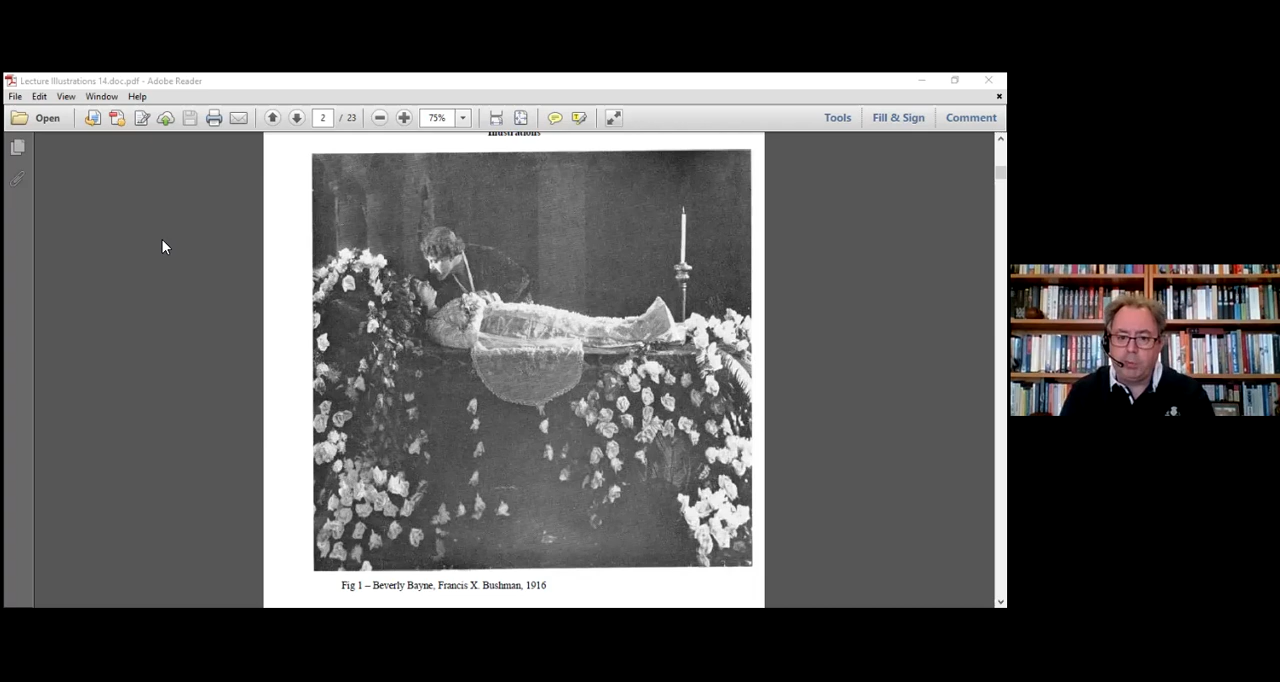 Lecture Illustrations 14.doc.pdf - Adobe Reader
File Edit View Window Help
Open 2 / 23 75% Tools Fill & Sign Comment
Illustrations
Fig 1 – Beverly Bayne, Francis X. Bushman, 1916